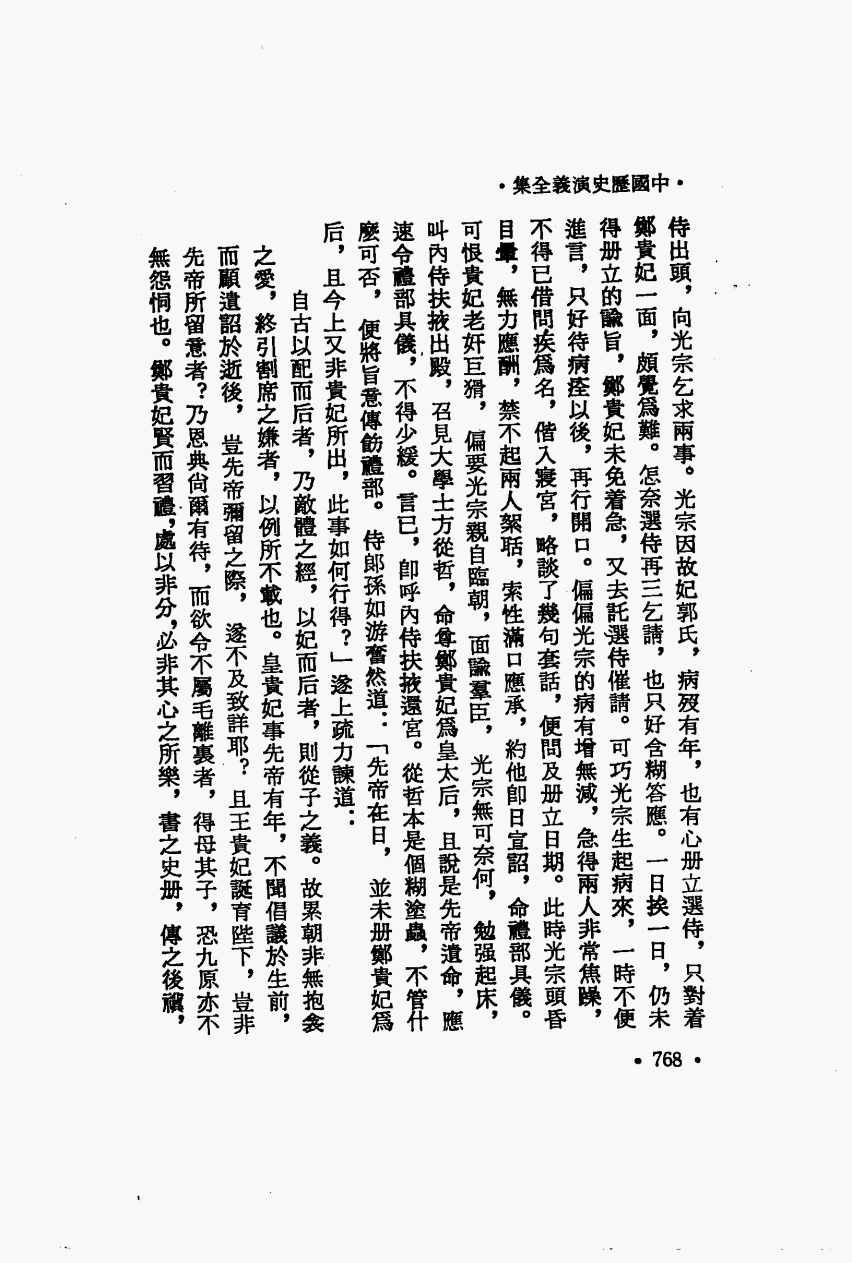 •中國歷史演義全集•
侍出頭，向光宗乞求兩事。光宗因故妃郭氏，病歿有年，也有心册立選侍，只對着
鄭貴妃一面，頗覺爲難。怎奈選侍再三乞請，也只好含糊答應。一日挨一日，仍未
得册立的諭旨，鄭貴妃未免着急，又去託選侍催請。可巧光宗生起病來，一時不便
進言，只好待病痊以後，再行開口。偏偏光宗的病有增無減，急得兩人非常焦躁，
不得已借問疾爲名，偕入寢宮，略談了幾句套話，便問及册立日期。此時光宗頭昏
目暈，無力應酬，禁不起兩人絮聒，索性滿口應承，約他卽日宣詔，命禮部具儀。
可恨貴妃老奸巨猾，偏要光宗親自臨朝，面諭羣臣，光宗無可奈何，勉强起床，
叫內侍扶掖出殿，召見大學士方從哲，命尊鄭貴妃爲皇太后，且說是先帝遺命，應
速令禮部具儀，不得少緩。言已，卽呼內侍扶掖還宮。從哲本是個糊塗蟲，不管什
麼可否，便將旨意傳飭禮部。侍郎孫如游奮然道：「先帝在日，並未册鄭貴妃爲
后，且今上又非貴妃所出，此事如何行得？」遂上疏力諫道：
自古以配而后者，乃敵體之經，以妃而后者，則從子之義。故累朝非無抱衾
之愛，終引割席之嫌者，以例所不載也。皇貴妃事先帝有年，不聞倡議於生前，
而顧遺詔於逝後，豈先帝彌留之際，遂不及致詳耶？且王貴妃誕育陛下，豈非
先帝所留意者？乃恩典尙爾有待，而欲令不屬毛離裏者，得母其子，恐九原亦不
無怨恫也。鄭貴妃賢而習禮，處以非分，必非其心之所樂，書之史册，傳之後禩，
•768•